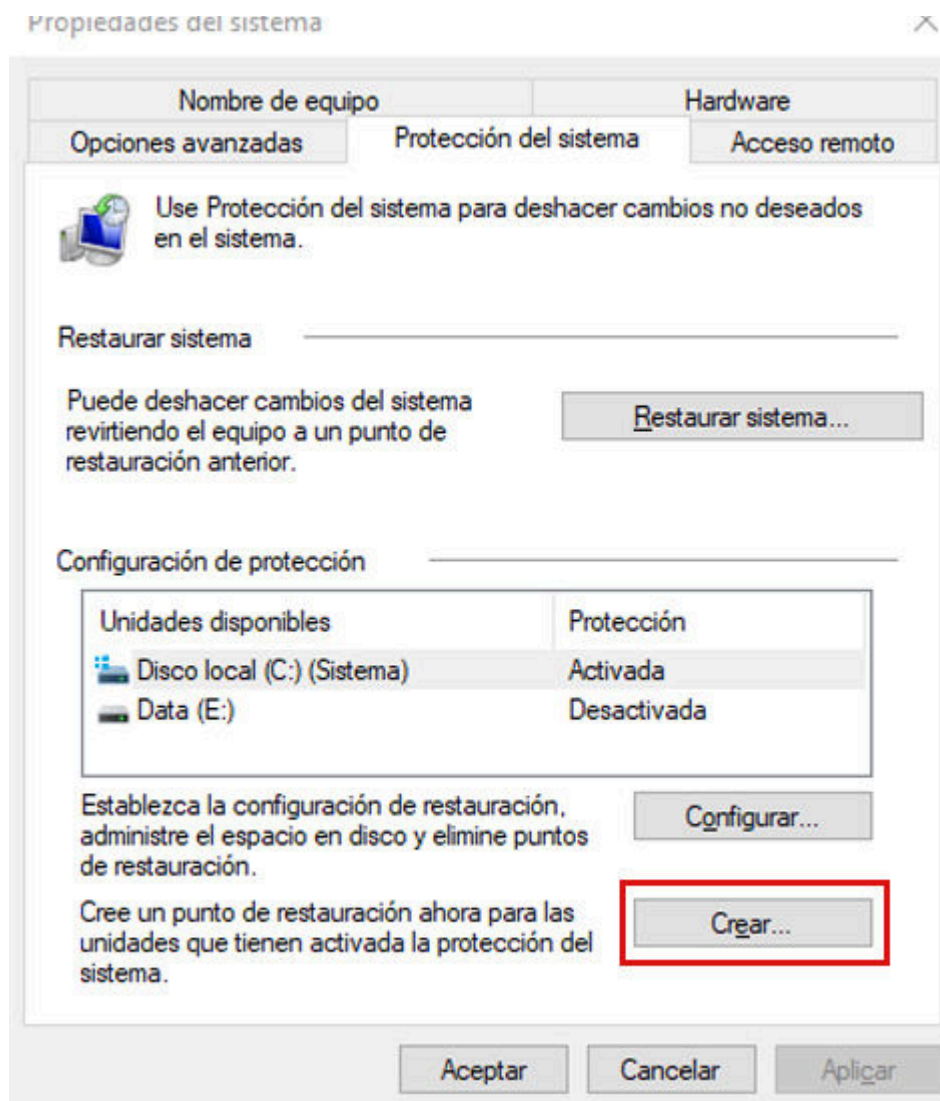 Propiedades del sistema
Nombre de equipo
Hardware
Opciones avanzadas
Protección del sistema
Acceso remoto
Use Protección del sistema para deshacer cambios no deseados
en el sistema.
Restaurar sistema
Puede deshacer cambios del sistema
revirtiendo el equipo a un punto de
restauración anterior.
Restaurar sistema...
Configuración de protección
Unidades disponibles
Protección
Disco local (C:) (Sistema)
Activada
Data (E:)
Desactivada
Establezca la configuración de restauración,
administre el espacio en disco y elimine puntos
de restauración.
Configurar...
Cree un punto de restauración ahora para las
unidades que tienen activada la protección del
sistema.
Crear...
Aceptar
Cancelar
Aplicar